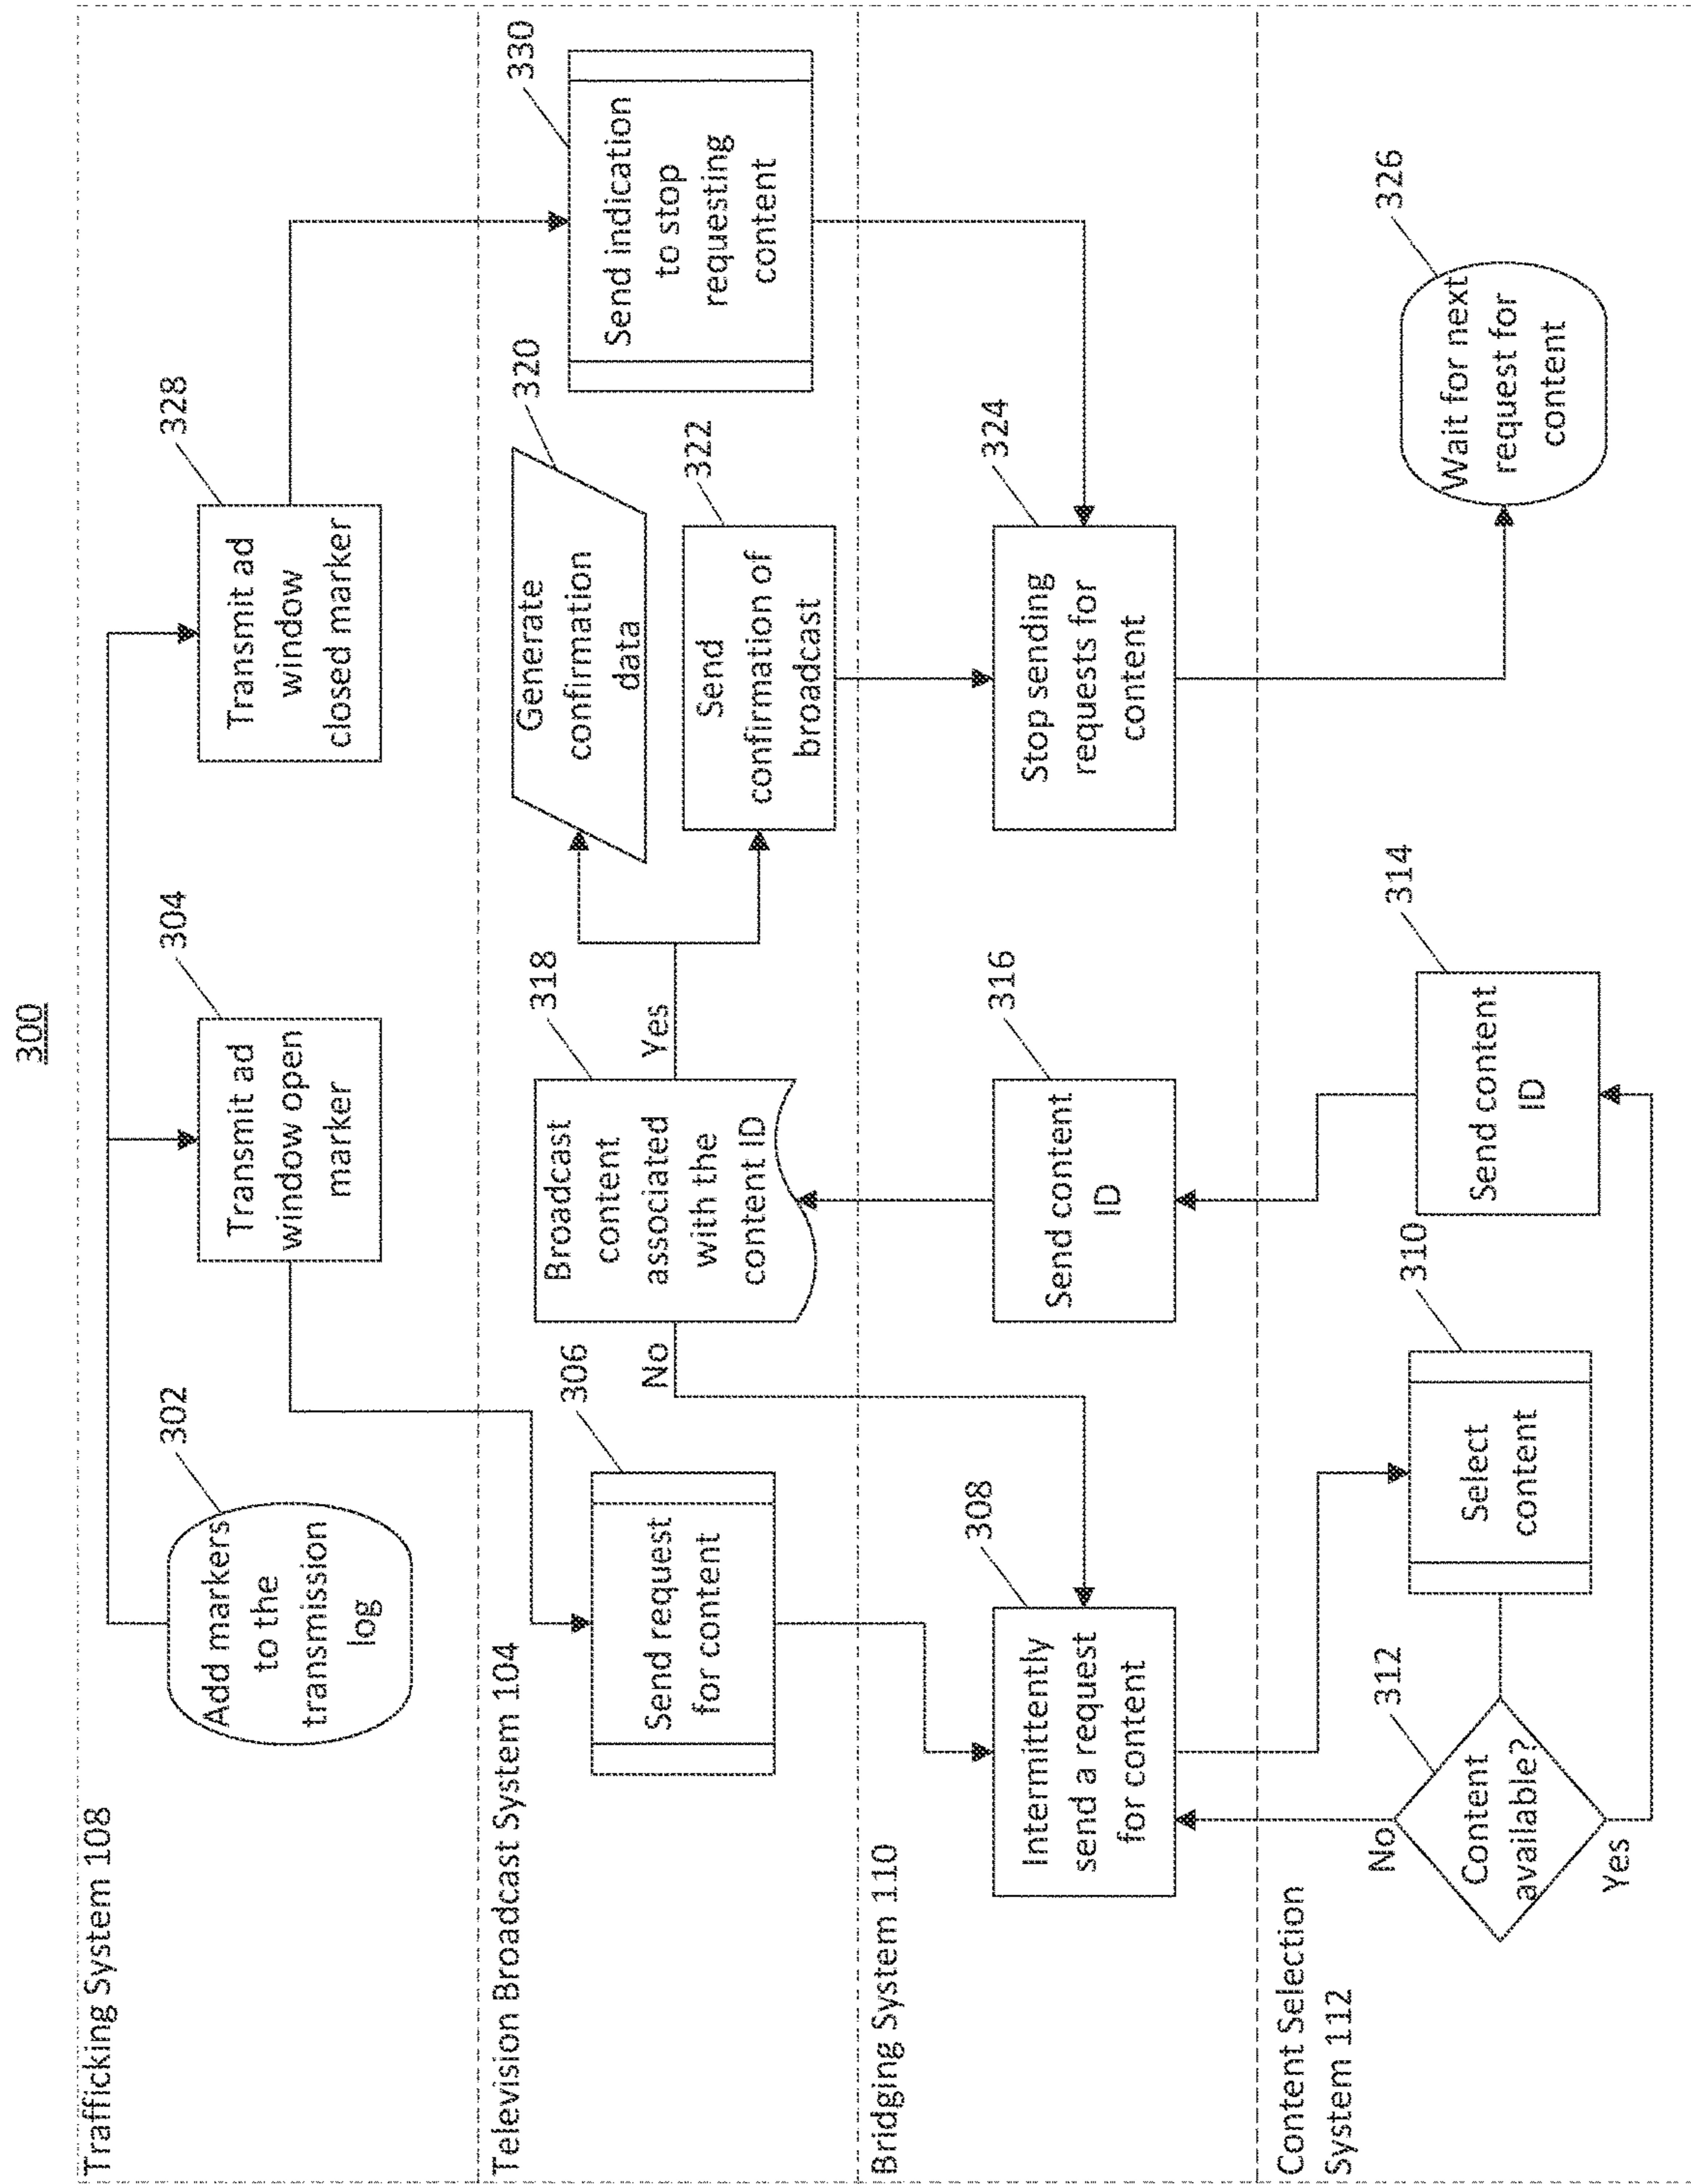 300
Trafficking System 108
302
Add markers
to the
transmission
log
304
Transmit ad
window open
marker
328
Transmit ad
window
closed marker
Television Broadcast System 104
306
Send request
for content
318
Broadcast
content
associated
with the
content ID
No
Yes
320
Generate
confirmation
data
322
Send
confirmation of
broadcast
330
Send indication
to stop
requesting
content
Bridging System 110
308
Intermittently
send a request
for content
316
Send content
ID
324
Stop sending
requests for
content
Content Selection
System 112
312
Content
available?
No
Yes
310
Select
content
314
Send content
ID
326
Wait for next
request for
content